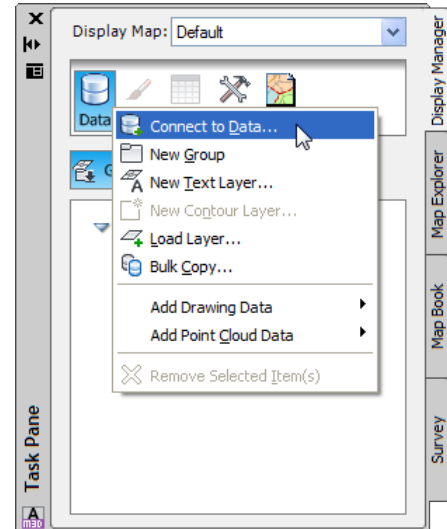 Display Map: Default
Data
Connect to Data...
New Group
New Text Layer...
New Contour Layer...
Load Layer...
Bulk Copy...
Add Drawing Data
Add Point Cloud Data
Remove Selected Item(s)
G
Task Pane
Display Manager
Map Explorer
Map Book
Survey